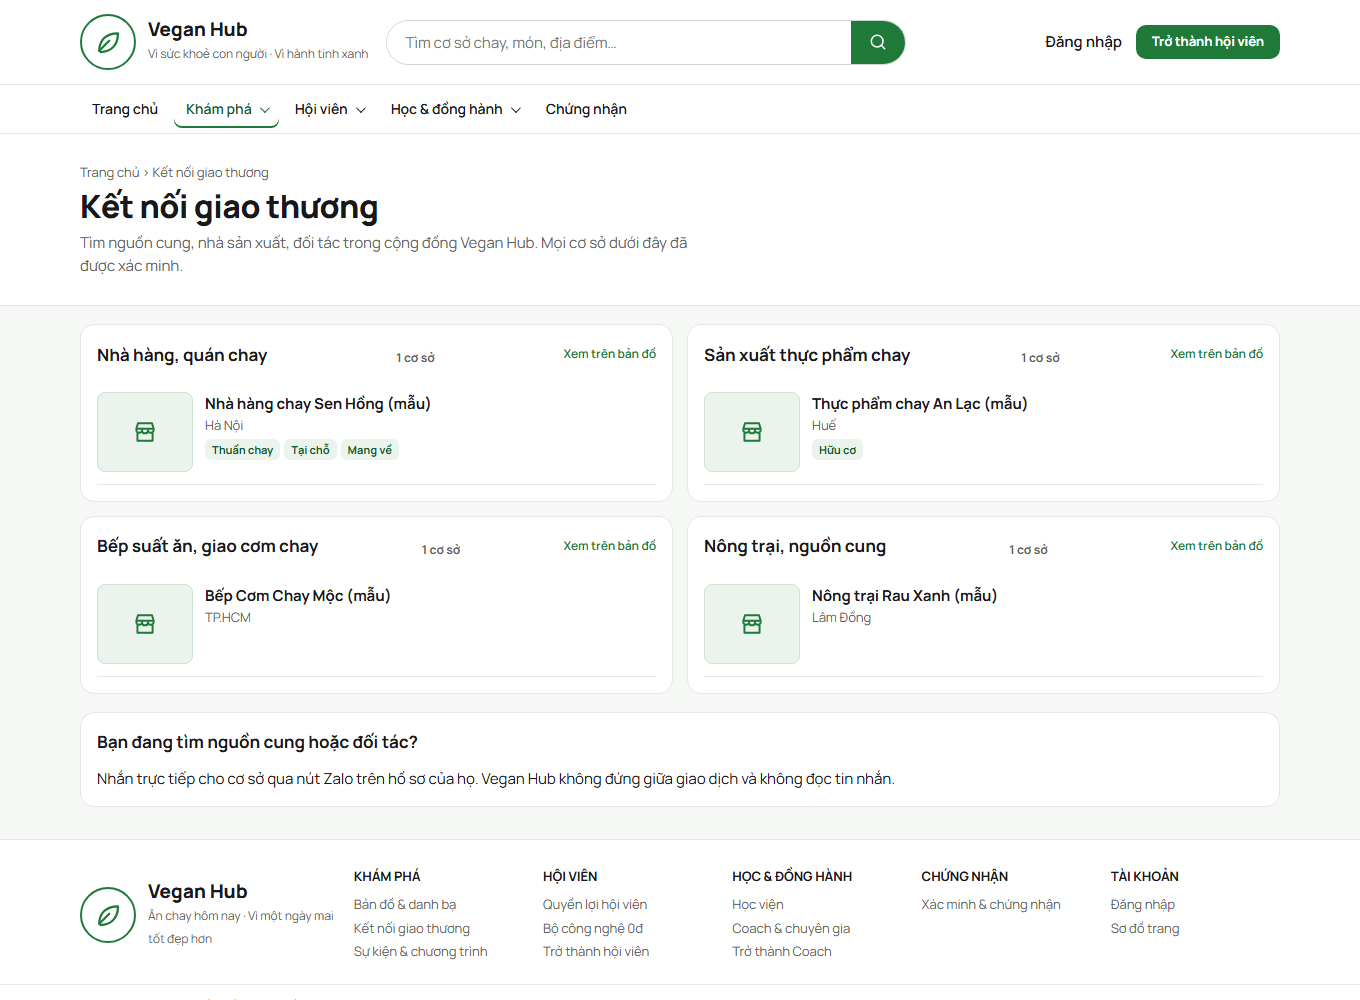 Vegan Hub
Vì sức khoẻ con người · Vì hành tinh xanh
Tìm cơ sở chay, món, địa điểm...
Đăng nhập
Trở thành hội viên
Trang chủ
Khám phá
Hội viên
Học & đồng hành
Chứng nhận
Trang chủ › Kết nối giao thương
Kết nối giao thương
Tìm nguồn cung, nhà sản xuất, đối tác trong cộng đồng Vegan Hub. Mọi cơ sở dưới đây đã
được xác minh.
Nhà hàng, quán chay
1 cơ sở
Xem trên bản đồ
Nhà hàng chay Sen Hồng (mẫu)
Hà Nội
Thuần chay
Tại chỗ
Mang về
Sản xuất thực phẩm chay
1 cơ sở
Xem trên bản đồ
Thực phẩm chay An Lạc (mẫu)
Huế
Hữu cơ
Bếp suất ăn, giao cơm chay
1 cơ sở
Xem trên bản đồ
Bếp Cơm Chay Mộc (mẫu)
TP.HCM
Nông trại, nguồn cung
1 cơ sở
Xem trên bản đồ
Nông trại Rau Xanh (mẫu)
Lâm Đồng
Bạn đang tìm nguồn cung hoặc đối tác?
Nhắn trực tiếp cho cơ sở qua nút Zalo trên hồ sơ của họ. Vegan Hub không đứng giữa giao dịch và không đọc tin nhắn.
Vegan Hub
Ăn chay hôm nay · Vì một ngày mai
tốt đẹp hơn
KHÁM PHÁ
Bản đồ & danh bạ
Kết nối giao thương
Sự kiện & chương trình
HỘI VIÊN
Quyền lợi hội viên
Bộ công nghệ 0đ
Trở thành hội viên
HỌC & ĐỒNG HÀNH
Học viện
Coach & chuyên gia
Trở thành Coach
CHỨNG NHẬN
Xác minh & chứng nhận
TÀI KHOẢN
Đăng nhập
Sơ đồ trang